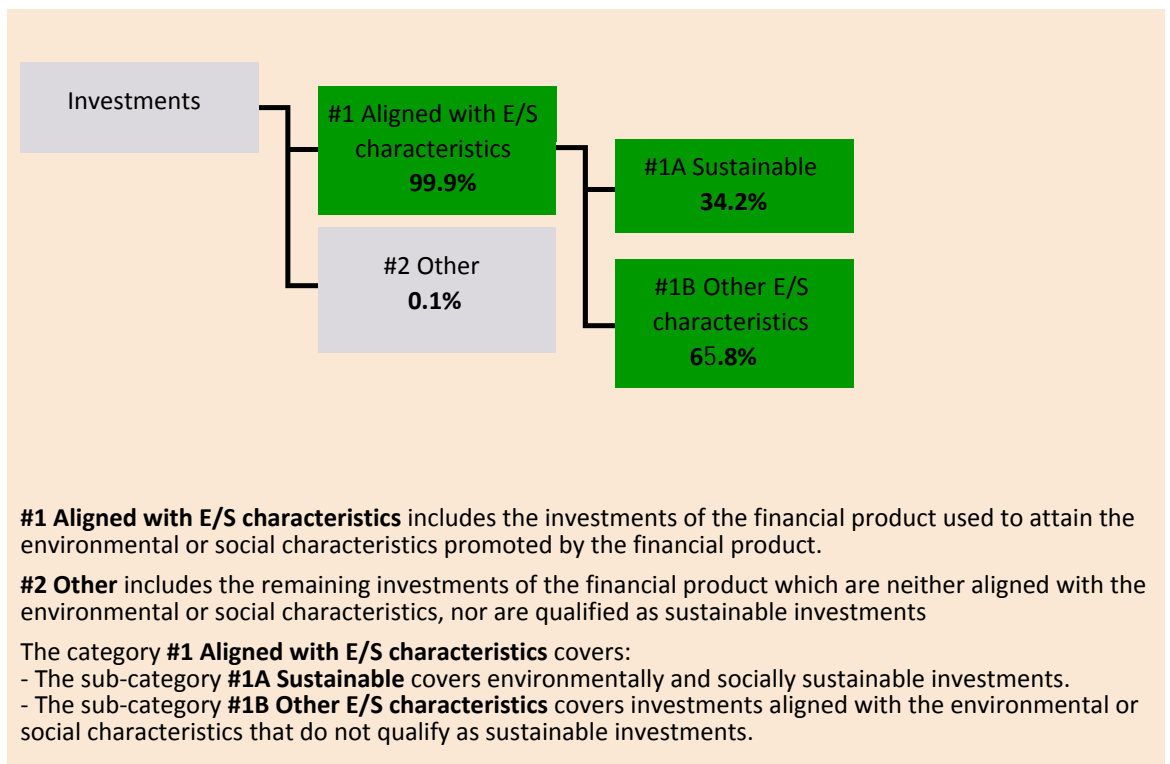 Investments
#1 Aligned with E/S
characteristics
99.9%
#2 Other
0.1%
#1A Sustainable
34.2%
#1B Other E/S
characteristics
65.8%
#1 Aligned with E/S characteristics includes the investments of the financial product used to attain the
environmental or social characteristics promoted by the financial product.
#2 Other includes the remaining investments of the financial product which are neither aligned with the
environmental or social characteristics, nor are qualified as sustainable investments
The category #1 Aligned with E/S characteristics covers:
- The sub-category #1A Sustainable covers environmentally and socially sustainable investments.
- The sub-category #1B Other E/S characteristics covers investments aligned with the environmental or
social characteristics that do not qualify as sustainable investments.